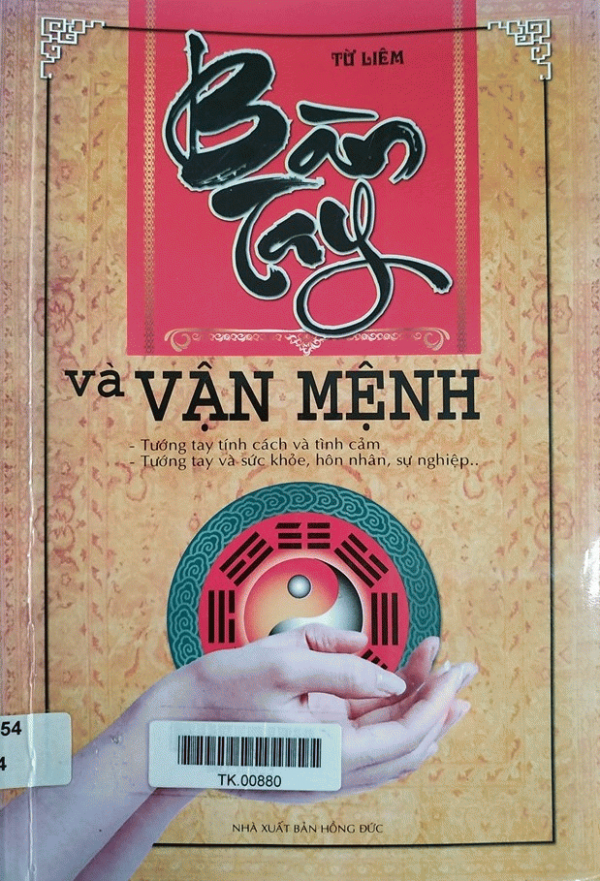 TỪ LIÊM
Bàn
Tay
và VẬN MỆNH
- Tướng tay tính cách và tình cảm
- Tướng tay và sức khỏe, hôn nhân, sự nghiệp..
54
4
TK.00880
NHÀ XUẤT BẢN HỒNG ĐỨC